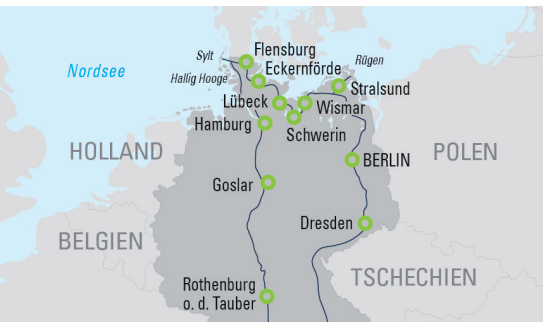 Sylt
Flensburg
Rügen
Nordsee
Eckernförde
Hallig Hooge
Stralsund
Lübeck
Wismar
Hamburg
Schwerin
HOLLAND
BERLIN
POLEN
Goslar
Dresden
BELGIEN
TSCHECHIEN
Rothenburg
o. d. Tauber